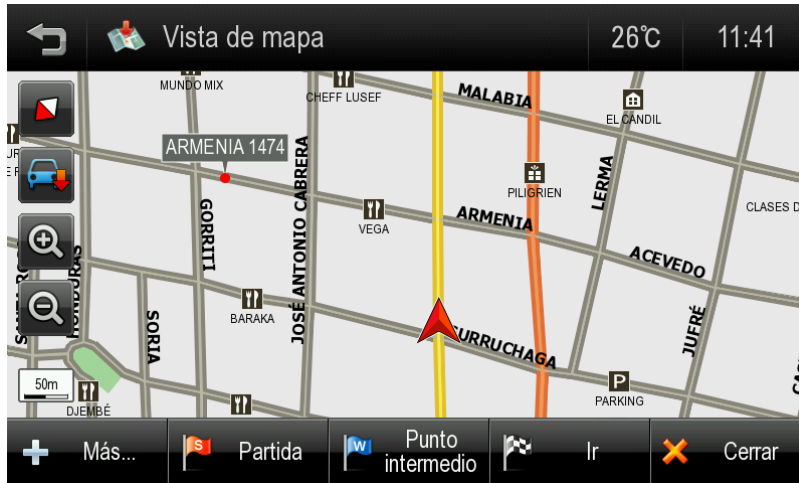 Vista de mapa
26°C
11:41
MUNDO MIX
CHEFF LUSEF
MALABIA
EL CANDIL
ARMENIA 1474
JOSÉ ANTONIO CABRERA
GORRITI
PILIGRIEN
LERMA
CLASES D
VEGA
ARMENIA
ACEVEDO
HONDURAS
SORIA
BARAKA
GURRUCHAGA
JUFRÉ
50m
DJEMBÉ
P
PARKING
Más...
S
Partida
W
Punto
intermedio
Ir
Cerrar